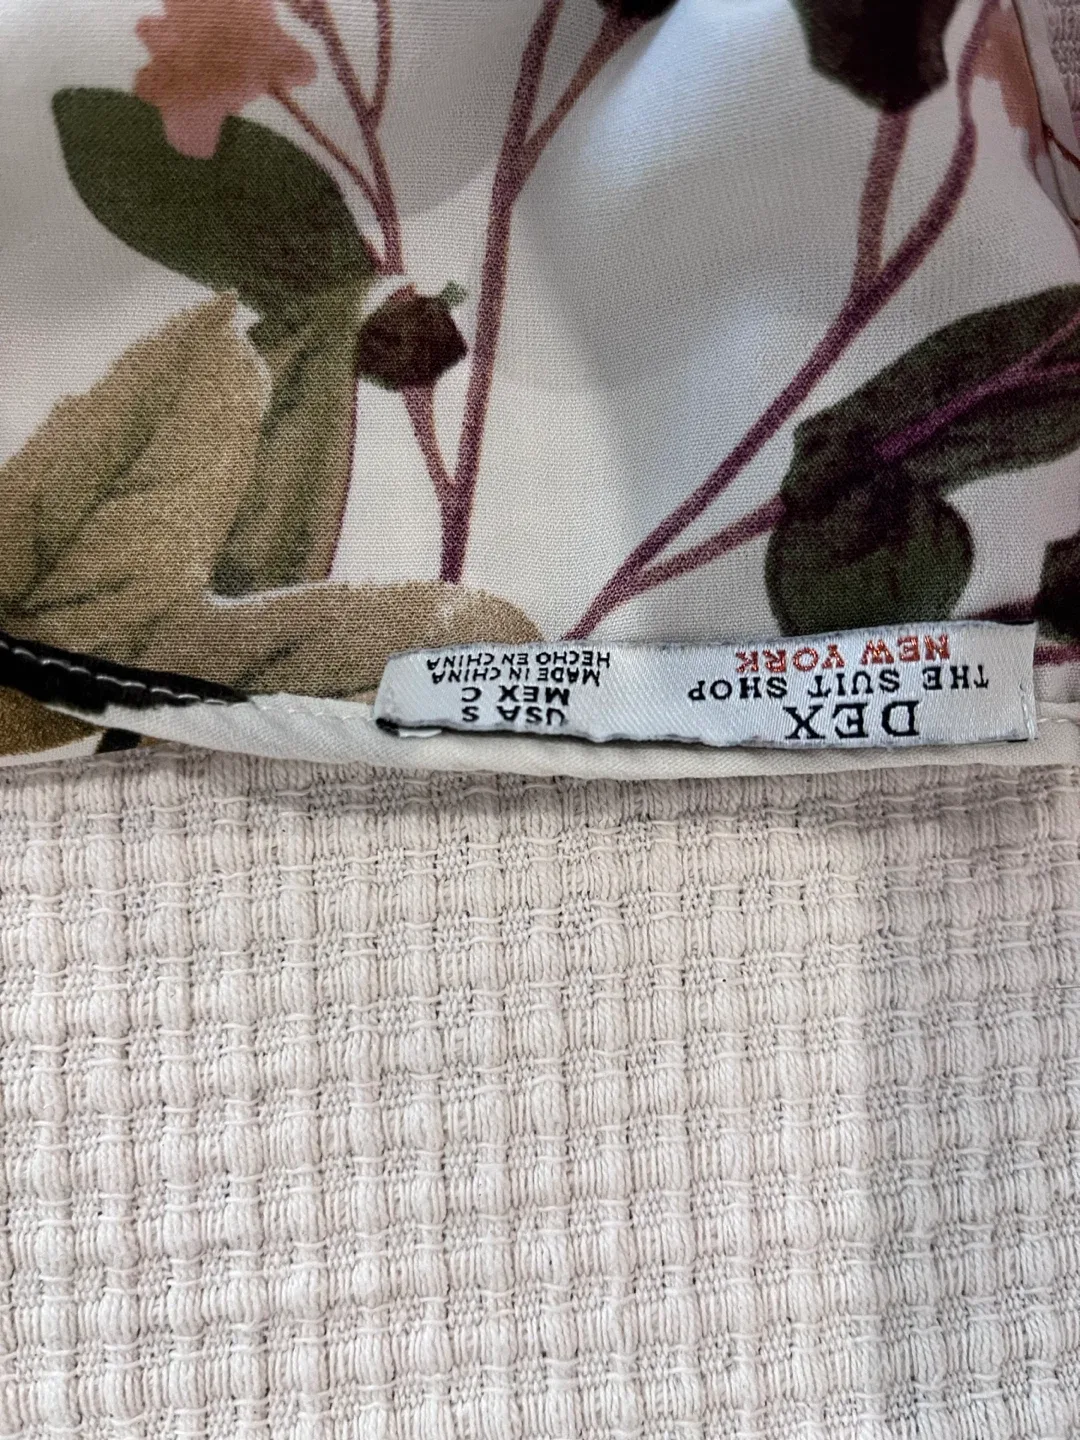 DEX
THE SUIT SHOP
NEW YORK
USA S
MEX C
MADE IN CHINA
HECHO EN CHINA